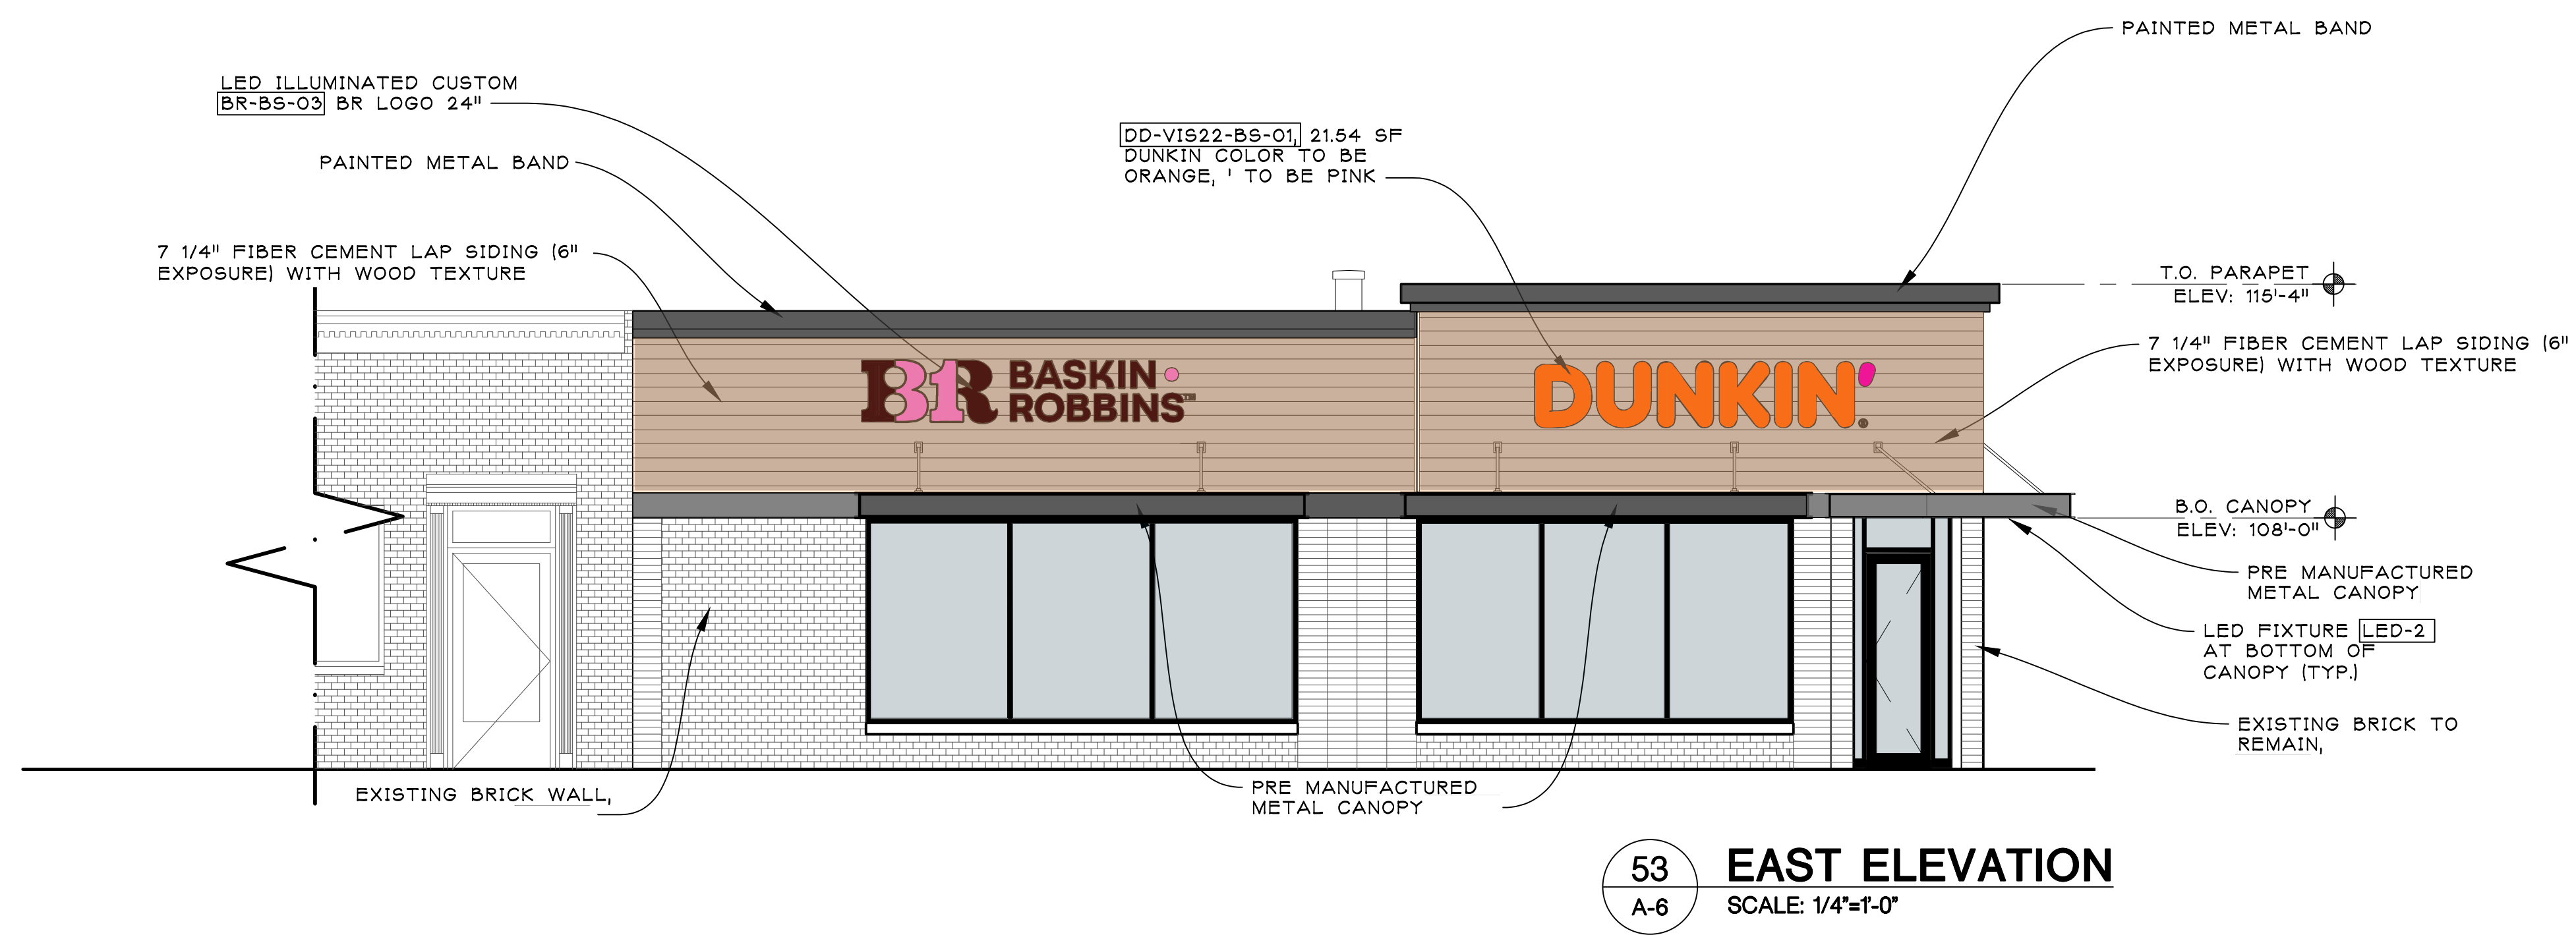 PAINTED METAL BAND
LED ILLUMINATED CUSTOM
BR-BS-03 BR LOGO 24"
DD-VIS22-BS-01, 21.54 SF
DUNKIN COLOR TO BE
ORANGE, ' TO BE PINK
PAINTED METAL BAND
7 1/4" FIBER CEMENT LAP SIDING (6"
EXPOSURE) WITH WOOD TEXTURE
T.O. PARAPET
ELEV: 115'-4"
7 1/4" FIBER CEMENT LAP SIDING (6"
EXPOSURE) WITH WOOD TEXTURE
BR BASKIN
ROBBINS™
DUNKIN'®
B.O. CANOPY
ELEV: 108'-0"
PRE MANUFACTURED
METAL CANOPY
LED FIXTURE LED-2
AT BOTTOM OF
CANOPY (TYP.)
EXISTING BRICK TO
REMAIN,
EXISTING BRICK WALL,
PRE MANUFACTURED
METAL CANOPY
53
A-6
EAST ELEVATION
SCALE: 1/4"=1'-0"